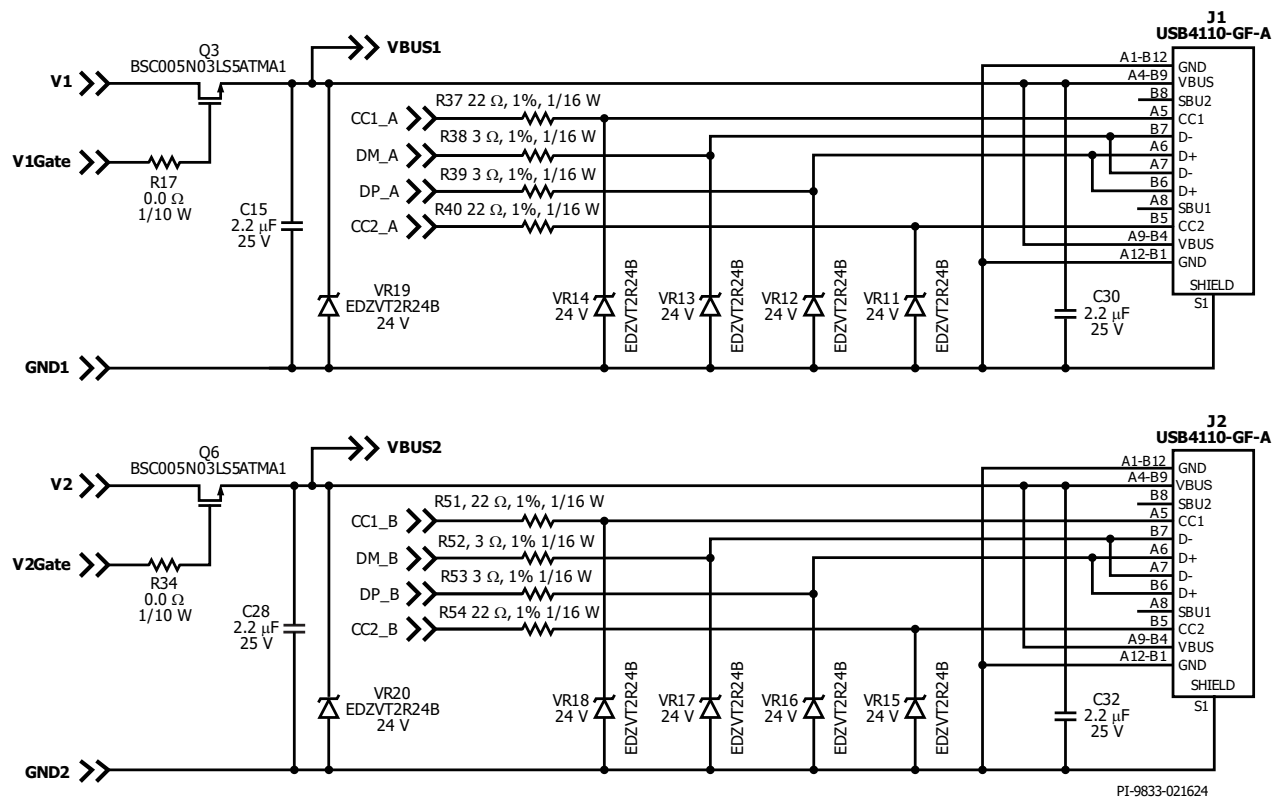 J1
USB4110-GF-A
VBUS1
Q3
BSC005N03LS5ATMA1
V1
A1-B12
GND
A4-B9
VBUS
B8
SBU2
R37 22 Ω, 1%, 1/16 W
CC1_A
A5
CC1
R38 3 Ω, 1%, 1/16 W
B7
D-
DM_A
A6
D+
V1Gate
R39 3 Ω, 1%, 1/16 W
A7
D-
DP_A
B6
D+
R17
0.0 Ω
1/10 W
R40 22 Ω, 1%, 1/16 W
A8
SBU1
CC2_A
B5
CC2
C15
2.2 µF
25 V
A9-B4
VBUS
A12-B1
GND
SHIELD
S1
VR19
EDZVT2R24B
24 V
VR14
24 V
EDZVT2R24B
VR13
24 V
EDZVT2R24B
VR12
24 V
EDZVT2R24B
VR11
24 V
EDZVT2R24B
C30
2.2 µF
25 V
GND1
J2
USB4110-GF-A
VBUS2
Q6
BSC005N03LS5ATMA1
V2
A1-B12
GND
A4-B9
VBUS
B8
SBU2
R51, 22 Ω, 1%, 1/16 W
CC1_B
A5
CC1
R52, 3 Ω, 1% 1/16 W
B7
D-
DM_B
A6
D+
V2Gate
R53 3 Ω, 1% 1/16 W
A7
D-
DP_B
B6
D+
R34
0.0 Ω
1/10 W
R54 22 Ω, 1% 1/16 W
A8
SBU1
CC2_B
B5
CC2
C28
2.2 µF
25 V
A9-B4
VBUS
A12-B1
GND
SHIELD
S1
VR20
EDZVT2R24B
24 V
VR18
24 V
EDZVT2R24B
VR17
24 V
EDZVT2R24B
VR16
24 V
EDZVT2R24B
VR15
24 V
EDZVT2R24B
C32
2.2 µF
25 V
GND2
PI-9833-021624